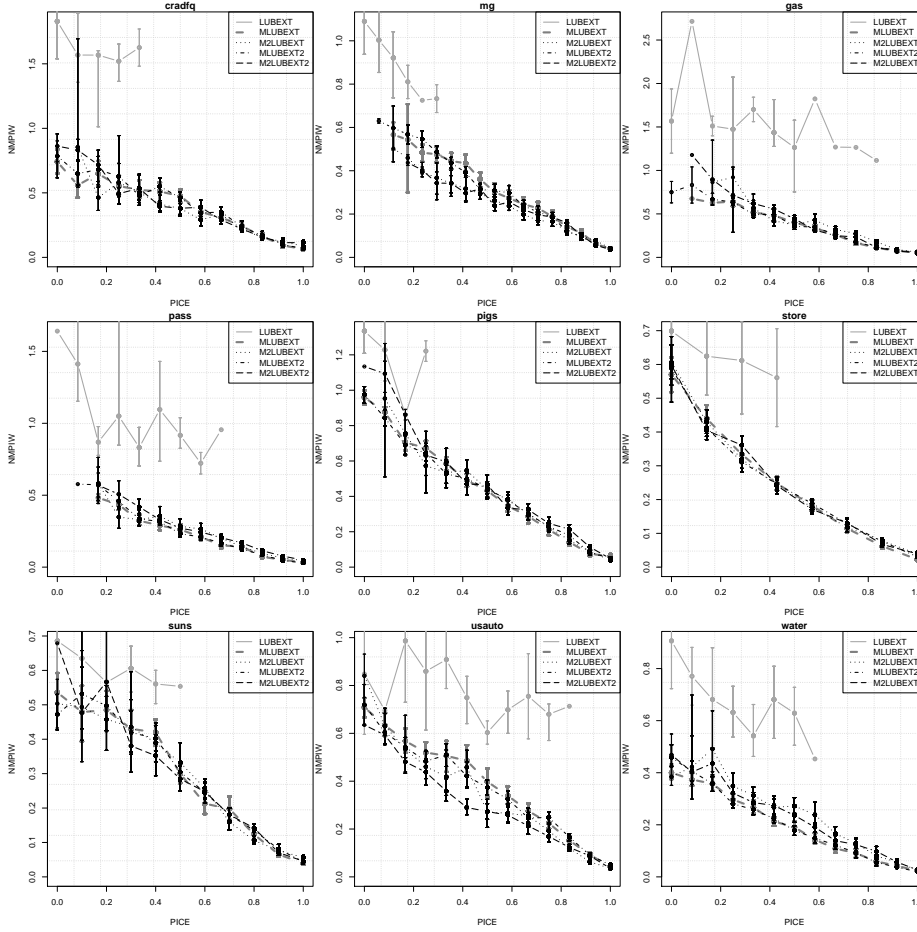 cradfq
NMPIW
1.5
1.0
0.5
0.0
LUBEXT
MLUBEXT
M2LUBEXT
MLUBEXT2
M2LUBEXT2
0.0 0.2 0.4 0.6 0.8 1.0
PICE
mg
NMPIW
1.0
0.8
0.6
0.4
0.2
0.0
LUBEXT
MLUBEXT
M2LUBEXT
MLUBEXT2
M2LUBEXT2
0.0 0.2 0.4 0.6 0.8 1.0
PICE
gas
NMPIW
2.5
2.0
1.5
1.0
0.5
0.0
LUBEXT
MLUBEXT
M2LUBEXT
MLUBEXT2
M2LUBEXT2
0.0 0.2 0.4 0.6 0.8 1.0
PICE
pass
NMPIW
1.5
1.0
0.5
0.0
LUBEXT
MLUBEXT
M2LUBEXT
MLUBEXT2
M2LUBEXT2
0.0 0.2 0.4 0.6 0.8 1.0
PICE
pigs
NMPIW
1.2
1.0
0.8
0.6
0.4
0.2
0.0
LUBEXT
MLUBEXT
M2LUBEXT
MLUBEXT2
M2LUBEXT2
0.0 0.2 0.4 0.6 0.8 1.0
PICE
store
NMPIW
0.7
0.6
0.5
0.4
0.3
0.2
0.1
0.0
LUBEXT
MLUBEXT
M2LUBEXT
MLUBEXT2
M2LUBEXT2
0.0 0.2 0.4 0.6 0.8 1.0
PICE
suns
NMPIW
0.7
0.6
0.5
0.4
0.3
0.2
0.1
0.0
LUBEXT
MLUBEXT
M2LUBEXT
MLUBEXT2
M2LUBEXT2
0.0 0.2 0.4 0.6 0.8 1.0
PICE
usauto
NMPIW
1.0
0.8
0.6
0.4
0.2
0.0
LUBEXT
MLUBEXT
M2LUBEXT
MLUBEXT2
M2LUBEXT2
0.0 0.2 0.4 0.6 0.8 1.0
PICE
water
NMPIW
0.8
0.6
0.4
0.2
0.0
LUBEXT
MLUBEXT
M2LUBEXT
MLUBEXT2
M2LUBEXT2
0.0 0.2 0.4 0.6 0.8 1.0
PICE